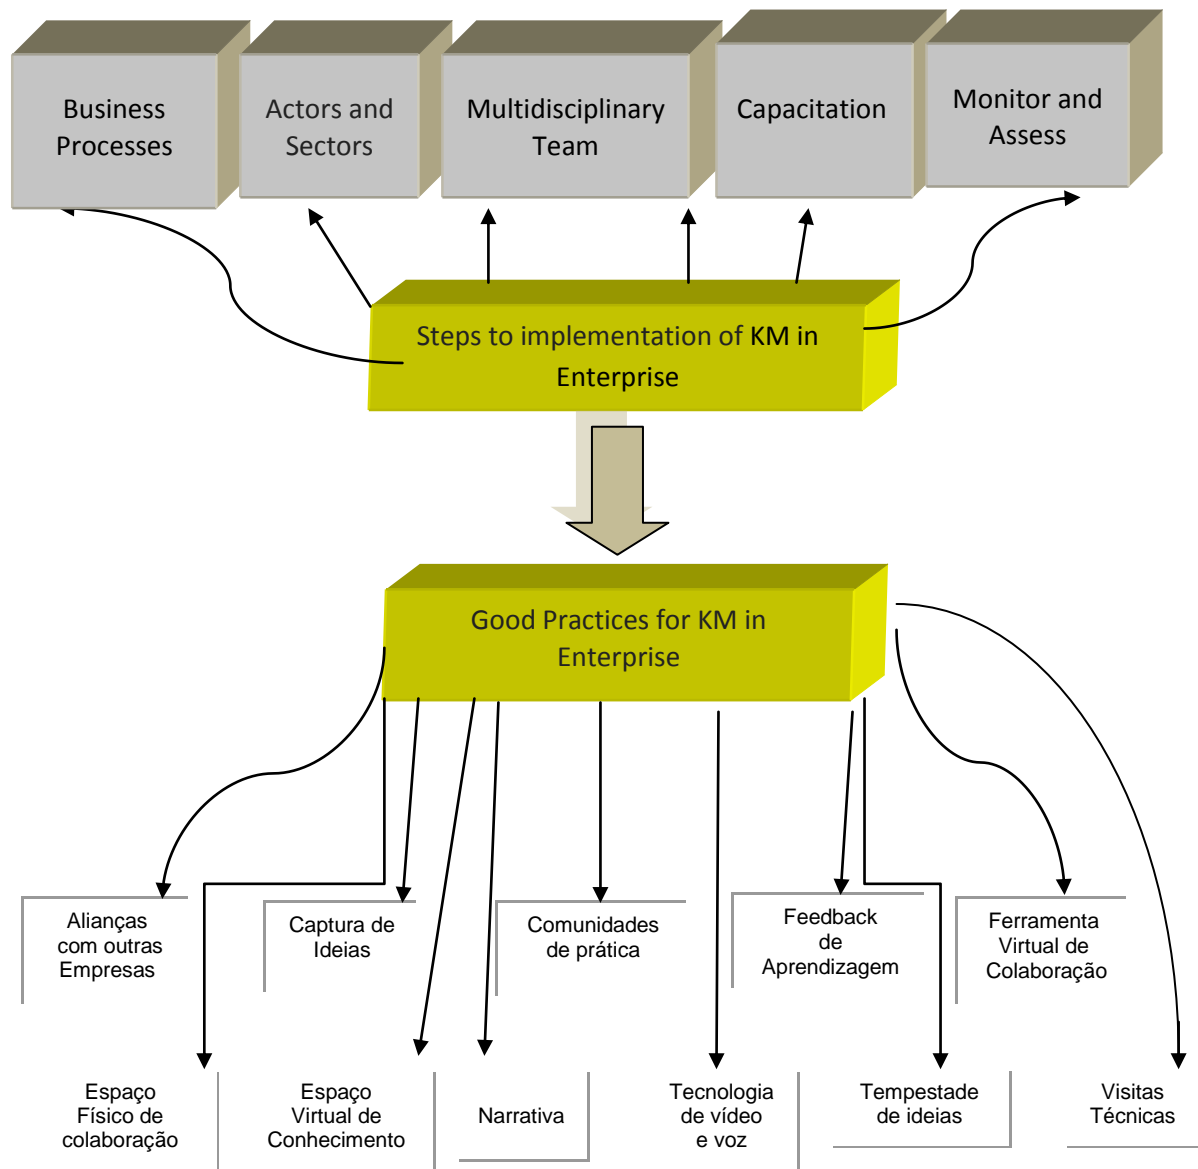 Business
Processes
Actors and
Sectors
Multidisciplinary
Team
Capacitation
Monitor and
Assess
Steps to implementation of KM in
Enterprise
Good Practices for KM in
Enterprise
Alianças
com outras
Empresas
Captura de
Ideias
Comunidades
de prática
Feedback
de
Aprendizagem
Ferramenta
Virtual de
Colaboração
Espaço
Físico de
colaboração
Espaço
Virtual de
Conhecimento
Narrativa
Tecnologia
de vídeo
e voz
Tempestade
de ideias
Visitas
Técnicas